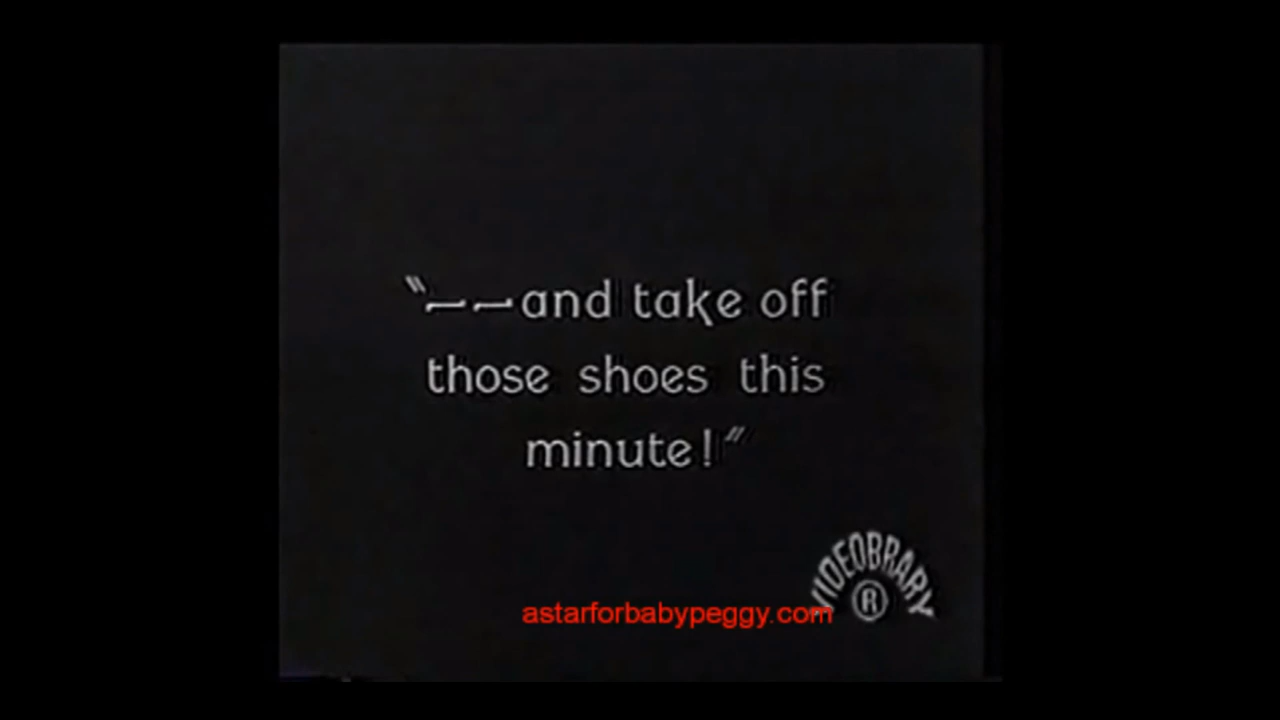 "——and take off
those shoes this
minute!"
VIDEOBRARY
®
astarforbabypeggy.com